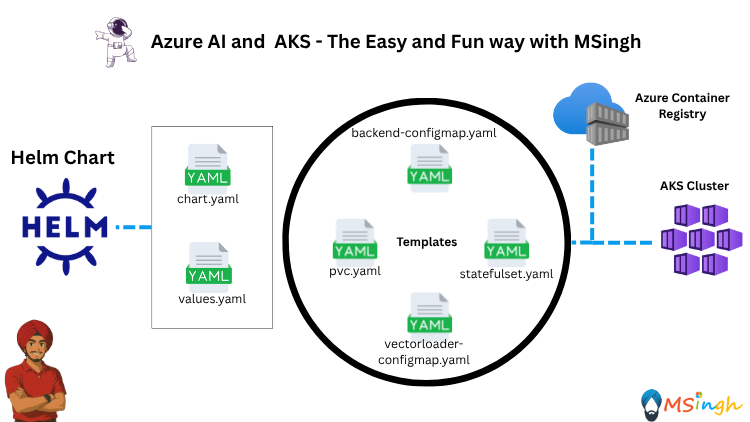 Azure AI and  AKS - The Easy and Fun way with MSingh
Helm Chart
HELM
YAML
chart.yaml
YAML
values.yaml
backend-configmap.yaml
YAML
YAML
pvc.yaml
Templates
YAML
statefulset.yaml
YAML
vectorloader-
configmap.yaml
Azure Container
Registry
AKS Cluster
MSingh